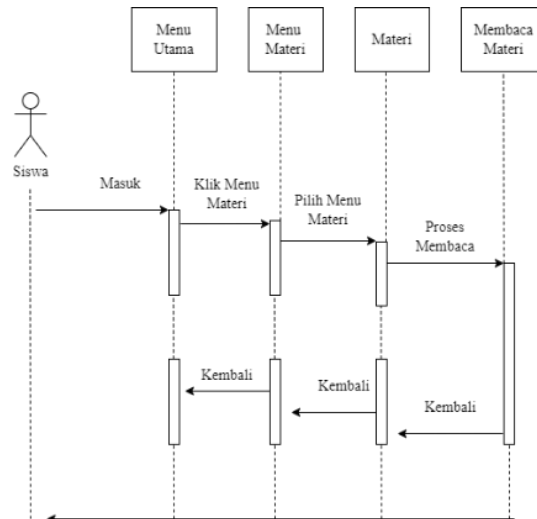 Menu
Utama
Menu
Materi
Materi
Membaca
Materi
Siswa
Masuk
Klik Menu
Materi
Pilih Menu
Materi
Proses
Membaca
Kembali
Kembali
Kembali